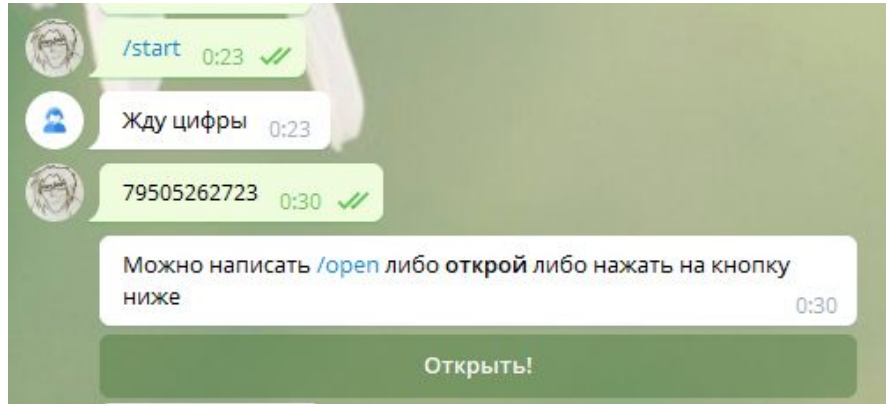 /start 0:23
Жду цифры 0:23
79505262723 0:30
Можно написать /open либо открой либо нажать на кнопку
ниже 0:30
Открыть!